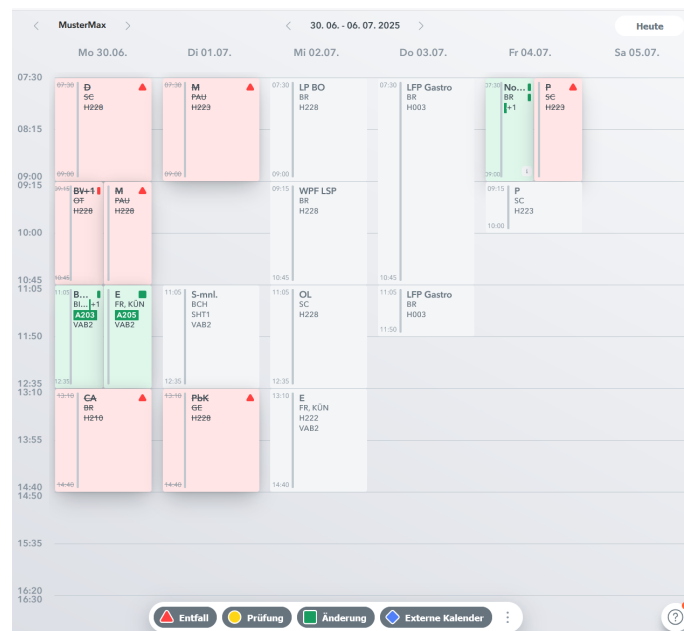 MusterMax
30. 06. - 06. 07. 2025
Heute
Mo 30.06.
Di 01.07.
Mi 02.07.
Do 03.07.
Fr 04.07.
Sa 05.07.
07:30
08:15
09:00
09:15
10:00
10:45
11:05
11:50
12:35
13:10
13:55
14:40
14:50
15:35
16:20
16:30
07:30
D
SC
H228
09:00
09:15
BV+1
OT
H228
10:45
M
PAU
H228
11:05
B...
BI...+1
A203
VAB2
12:35
E
FR, KÜN
A205
VAB2
13:10
CA
BR
H210
14:40
07:30
M
PAU
H223
09:00
11:05
S-mnl.
BCH
SHT1
VAB2
12:35
13:10
PbK
GE
H228
14:40
07:30
LP BO
BR
H228
09:00
09:15
WPF LSP
BR
H228
10:45
11:05
OL
SC
H228
12:35
13:10
E
FR, KÜN
H222
VAB2
14:40
07:30
LFP Gastro
BR
H003
10:45
11:05
LFP Gastro
BR
H003
11:50
07:30
No...
BR
+1
09:00
P
SC
H223
09:15
P
SC
H223
10:00
Entfall
Prüfung
Änderung
Externe Kalender
?